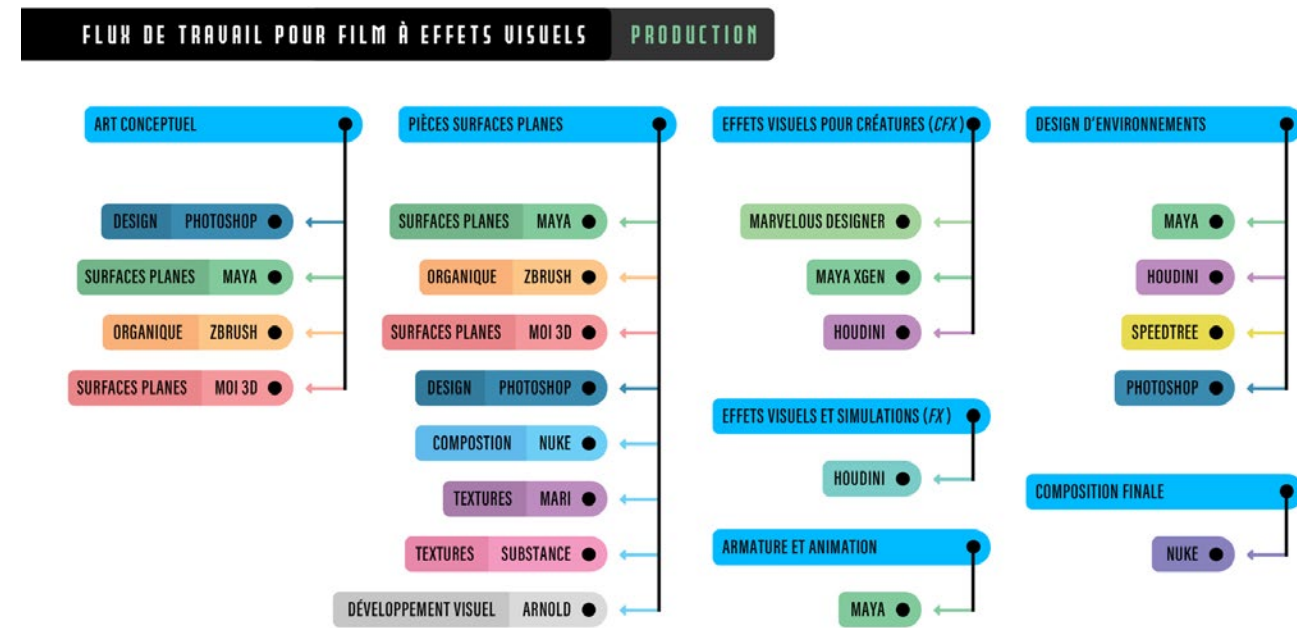 FLUX DE TRAVAIL POUR FILM À EFFETS VISUELS PRODUCTION
ART CONCEPTUEL
DESIGN PHOTOSHOP
SURFACES PLANES MAYA
ORGANIQUE ZBRUSH
SURFACES PLANES MOI 3D
PIÈCES SURFACES PLANES
SURFACES PLANES MAYA
ORGANIQUE ZBRUSH
SURFACES PLANES MOI 3D
DESIGN PHOTOSHOP
COMPOSTION NUKE
TEXTURES MARI
TEXTURES SUBSTANCE
DÉVELOPPEMENT VISUEL ARNOLD
EFFETS VISUELS POUR CRÉATURES (CFX)
MARVELOUS DESIGNER
MAYA XGEN
HOUDINI
EFFETS VISUELS ET SIMULATIONS (FX)
HOUDINI
ARMATURE ET ANIMATION
MAYA
DESIGN D'ENVIRONNEMENTS
MAYA
HOUDINI
SPEEDTREE
PHOTOSHOP
COMPOSITION FINALE
NUKE